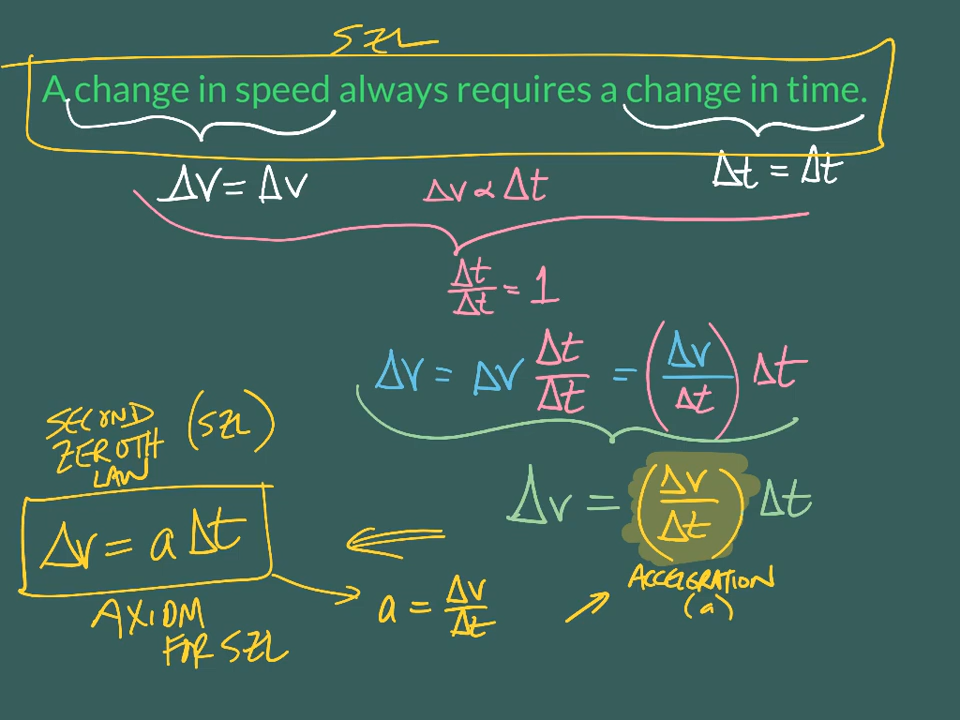 SZL
A change in speed always requires a change in time.
Δv = Δv
Δv ∝ Δt
Δt = Δt
Δt/Δt = 1
Δv = Δv Δt/Δt = (Δv/Δt) Δt
SECOND
ZEROTH
LAW
(SZL)
Δv = (Δv/Δt) Δt
Δv = a Δt
ACCELERATION
(a)
a = Δv/Δt
AXIOM
FOR SZL